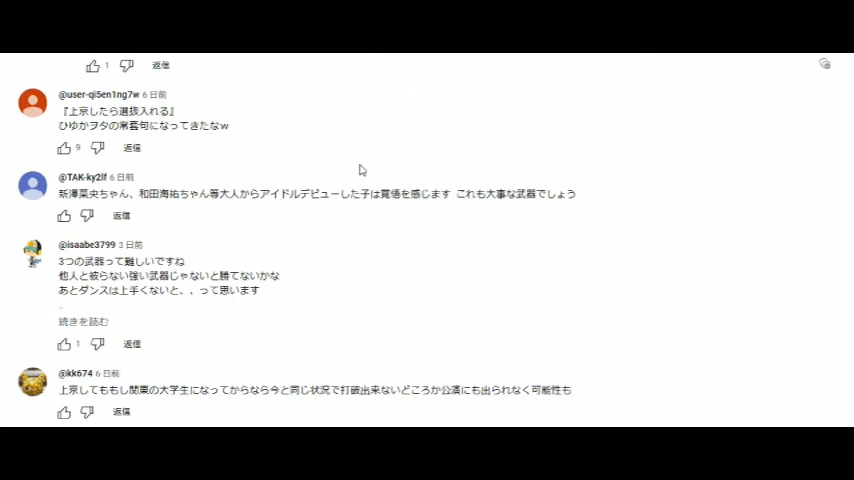 1 返信
@user-qi5en1ng7w 6日前
『上京したら選抜入れる』
ひゆかヲタの常套句になってきたなw
9 返信
@TAK-ky2lf 6日前
新澤菜央ちゃん、和田海祐ちゃん等大人からアイドルデビューした子は覚悟を感じます これも大事な武器でしょう
返信
@isaabe3799 3日前
3つの武器って難しいですね
他人と被らない強い武器じゃないと勝てないかな
あとダンスは上手くないと、、って思います
..
続きを読む
1 返信
@kk674 6日前
上京してももし関東の大学生になってからなら今と同じ状況で打破出来ないどころか公演にも出られなく可能性も
返信